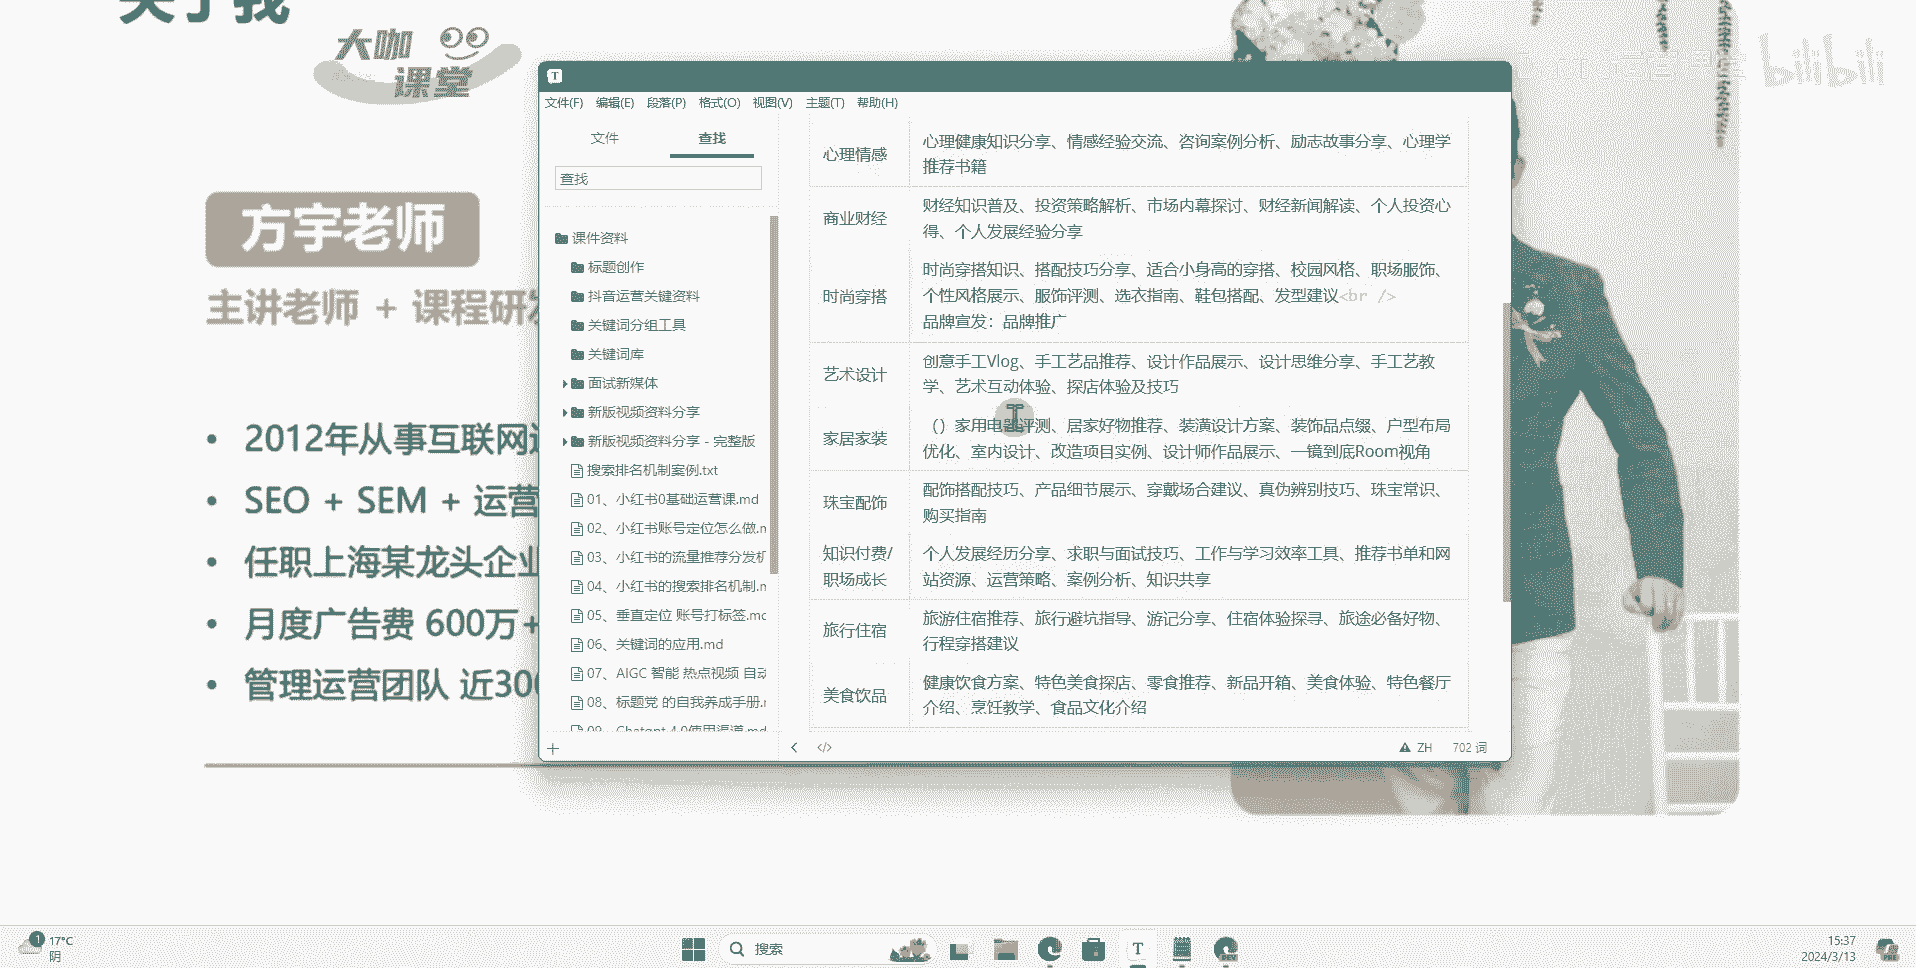 关于我
大咖
课堂
bilibili
方宇老师
主讲老师 + 课程研发
2012年从事互联网
SEO + SEM + 运营
任职上海某龙头企业
月度广告费 600万+
管理运营团队 近30
文件(F) 编辑(E) 段落(P) 格式(O) 视图(V) 主题(T) 帮助(H)
文件 查找
查找
课件资料
标题创作
抖音运营关键资料
关键词分组工具
关键词库
面试新媒体
新版视频资料分享
新版视频资料分享 - 完整版
搜索排名机制案例.txt
01、小红书0基础运营课.md
02、小红书账号定位怎么做.m
03、小红书的流量推荐分发机
04、小红书的搜索排名机制.m
05、垂直定位 账号打标签.md
06、关键词的应用.md
07、AIGC 智能 热点视频 自动
08、标题党 的自我养成手册.m
09、Chatgpt 4.0使用渠道.md
心理情感
心理健康知识分享、情感经验交流、咨询案例分析、励志故事分享、心理学
推荐书籍
商业财经
财经知识普及、投资策略解析、市场内幕探讨、财经新闻解读、个人投资心
得、个人发展经验分享
时尚穿搭
时尚穿搭知识、搭配技巧分享、适合小身高的穿搭、校园风格、职场服饰、
个性风格展示、服饰评测、选衣指南、鞋包搭配、发型建议<br />
品牌宣发：品牌推广
艺术设计
创意手工Vlog、手工艺品推荐、设计作品展示、设计思维分享、手工艺教
学、艺术互动体验、探店体验及技巧
家居家装
（）家用电器评测、居家好物推荐、装潢设计方案、装饰品点缀、户型布局
优化、室内设计、改造项目实例、设计师作品展示、一镜到底Room视角
珠宝配饰
配饰搭配技巧、产品细节展示、穿戴场合建议、真伪辨别技巧、珠宝常识、
购买指南
知识付费/
职场成长
个人发展经历分享、求职与面试技巧、工作与学习效率工具、推荐书单和网
站资源、运营策略、案例分析、知识共享
旅行住宿
旅游住宿推荐、旅行避坑指导、游记分享、住宿体验探寻、旅途必备好物、
行程穿搭建议
美食饮品
健康饮食方案、特色美食探店、零食推荐、新品开箱、美食体验、特色餐厅
介绍、烹饪教学、食品文化介绍
ZH 702 词
1
17°C
阴
搜索
DEV
15:37
2024/3/13
PRE